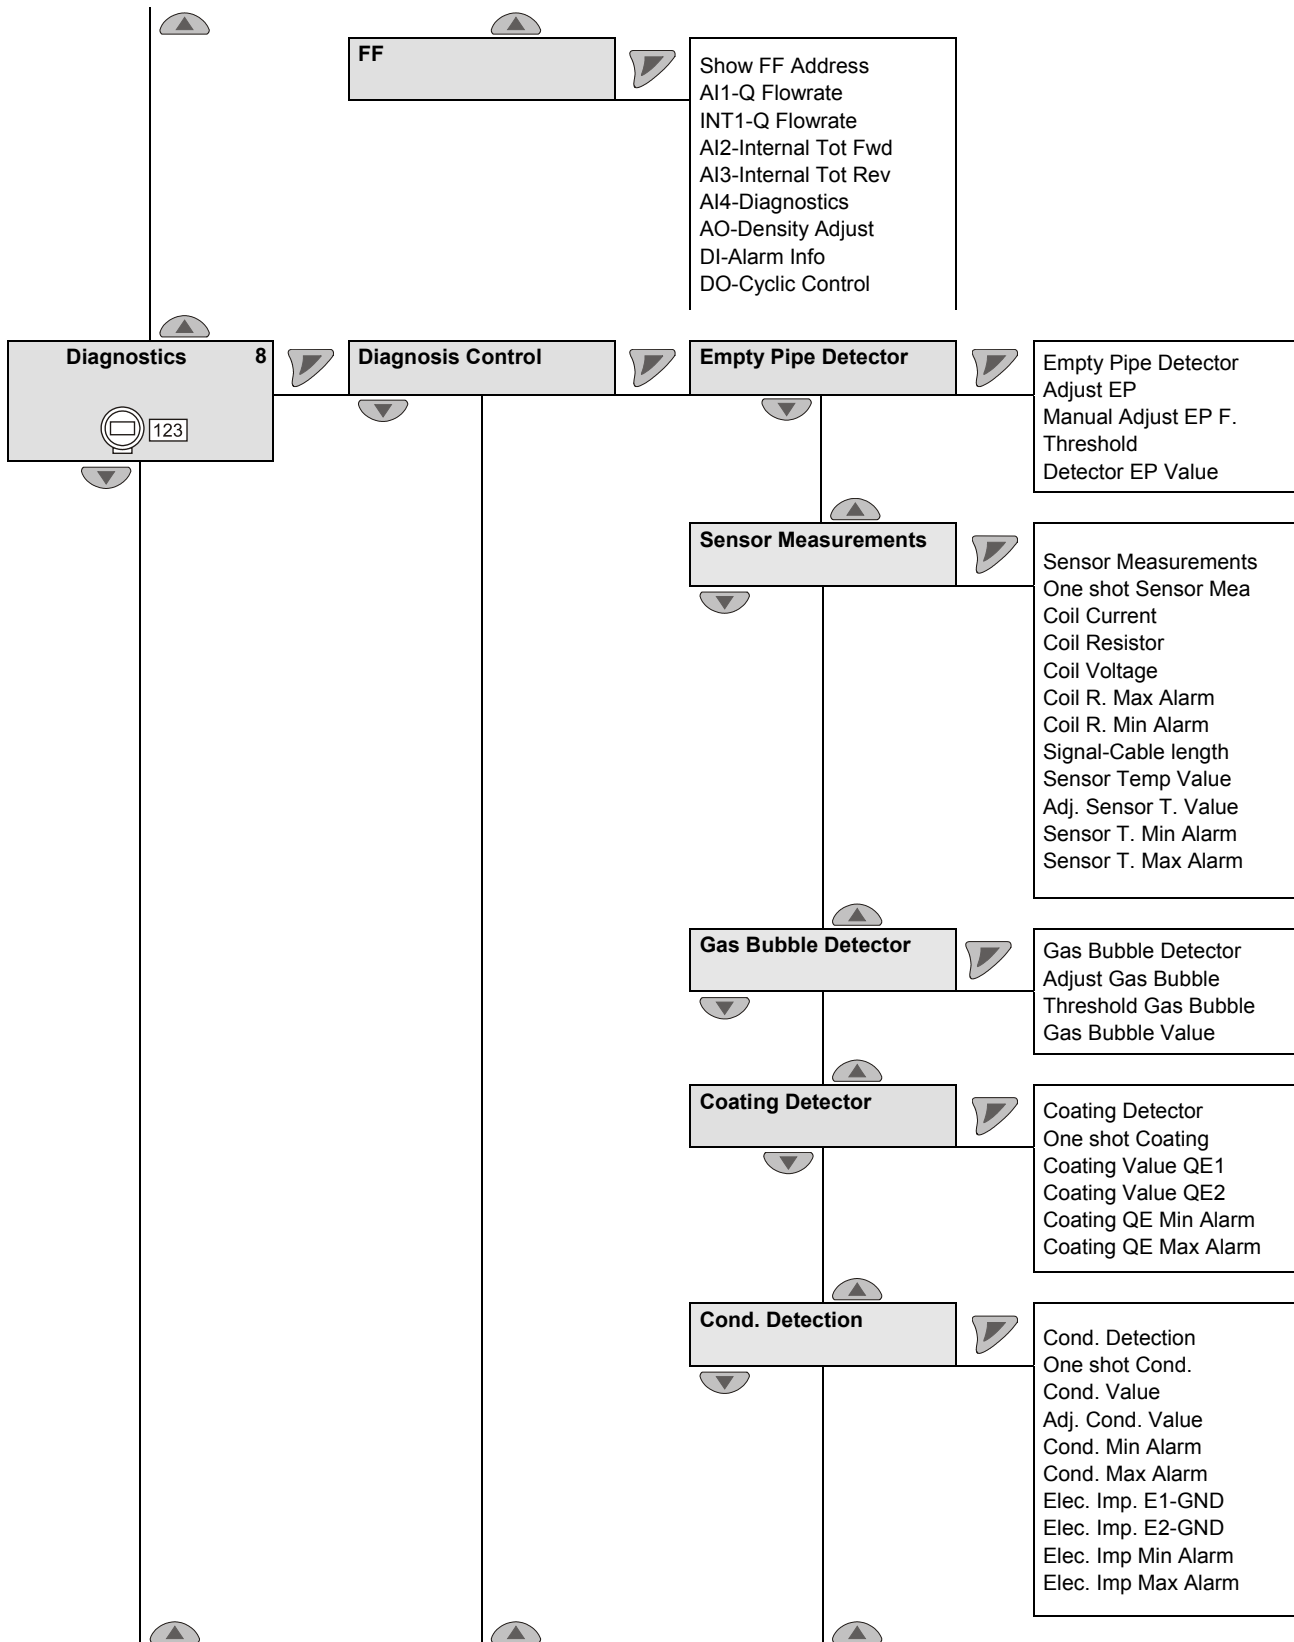 FF
Show FF Address
AI1-Q Flowrate
INT1-Q Flowrate
AI2-Internal Tot Fwd
AI3-Internal Tot Rev
AI4-Diagnostics
AO-Density Adjust
DI-Alarm Info
DO-Cyclic Control
Diagnostics 8
123
Diagnosis Control
Empty Pipe Detector
Empty Pipe Detector
Adjust EP
Manual Adjust EP F.
Threshold
Detector EP Value
Sensor Measurements
Sensor Measurements
One shot Sensor Mea
Coil Current
Coil Resistor
Coil Voltage
Coil R. Max Alarm
Coil R. Min Alarm
Signal-Cable length
Sensor Temp Value
Adj. Sensor T. Value
Sensor T. Min Alarm
Sensor T. Max Alarm
Gas Bubble Detector
Gas Bubble Detector
Adjust Gas Bubble
Threshold Gas Bubble
Gas Bubble Value
Coating Detector
Coating Detector
One shot Coating
Coating Value QE1
Coating Value QE2
Coating QE Min Alarm
Coating QE Max Alarm
Cond. Detection
Cond. Detection
One shot Cond.
Cond. Value
Adj. Cond. Value
Cond. Min Alarm
Cond. Max Alarm
Elec. Imp. E1-GND
Elec. Imp. E2-GND
Elec. Imp Min Alarm
Elec. Imp Max Alarm